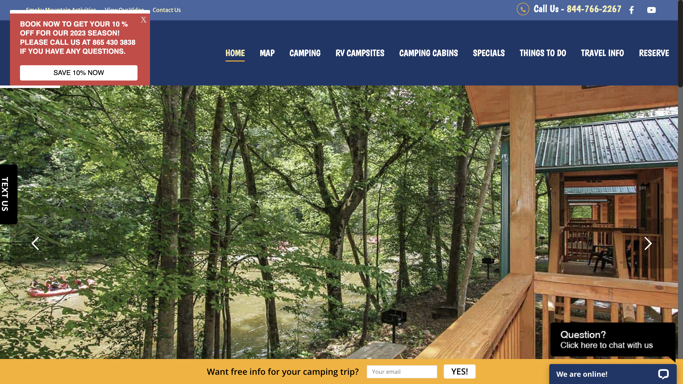 Smoky Mountain Activities View Our Video Contact Us
Call Us - 844-766-2267
BOOK NOW TO GET YOUR 10 %
OFF FOR OUR 2023 SEASON!
PLEASE CALL US AT 865 430 3838
IF YOU HAVE ANY QUESTIONS.
X
SAVE 10% NOW
HOME MAP CAMPING RV CAMPSITES CAMPING CABINS SPECIALS THINGS TO DO TRAVEL INFO RESERVE
TEXT US
Question?
Click here to chat with us
Want free info for your camping trip? Your email YES!
We are online!